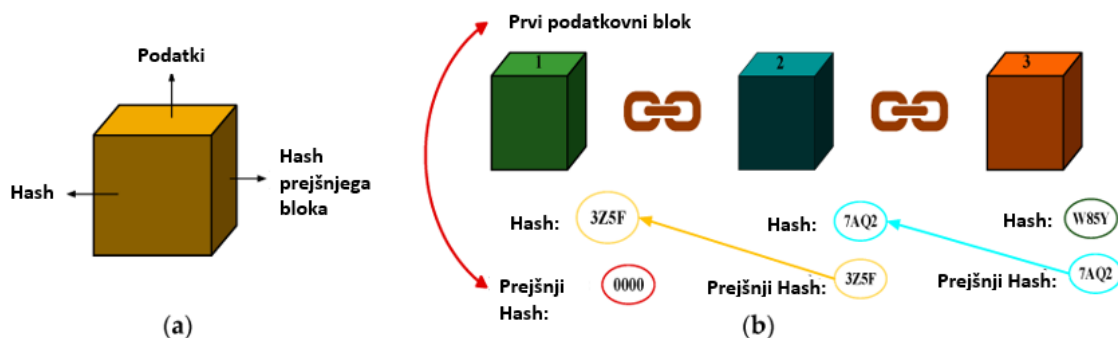 Podatki
Hash
Hash
prejšnjega
bloka
(a)
Prvi podatkovni blok
1
2
3
Hash:
3Z5F
Hash:
7AQ2
Hash:
W85Y
Prejšnji
Hash:
0000
Prejšnji Hash:
3Z5F
Prejšnji Hash:
7AQ2
(b)